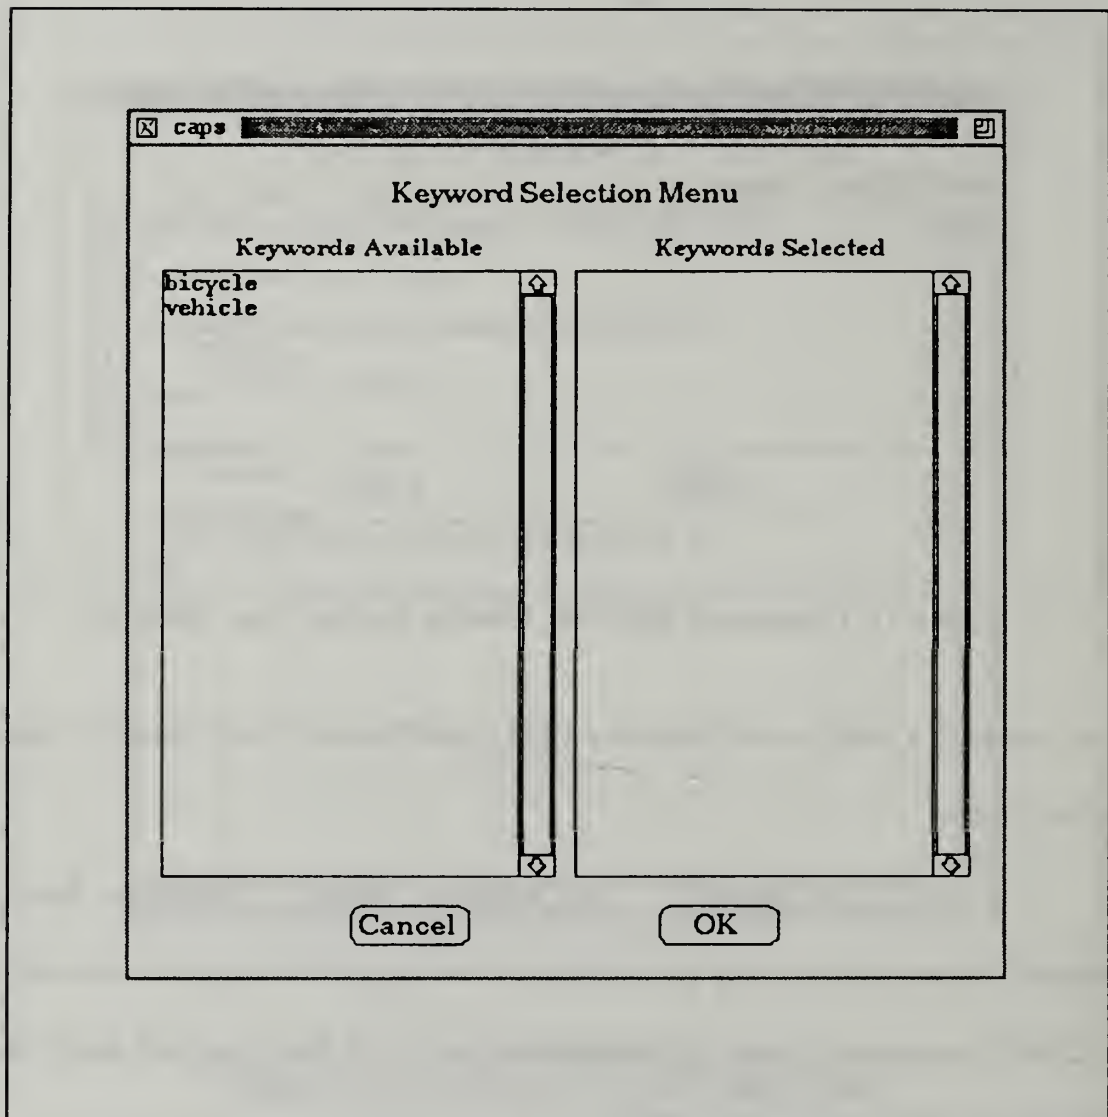 caps
Keyword Selection Menu
Keywords Available
Keywords Selected
bicycle
vehicle
Cancel
OK